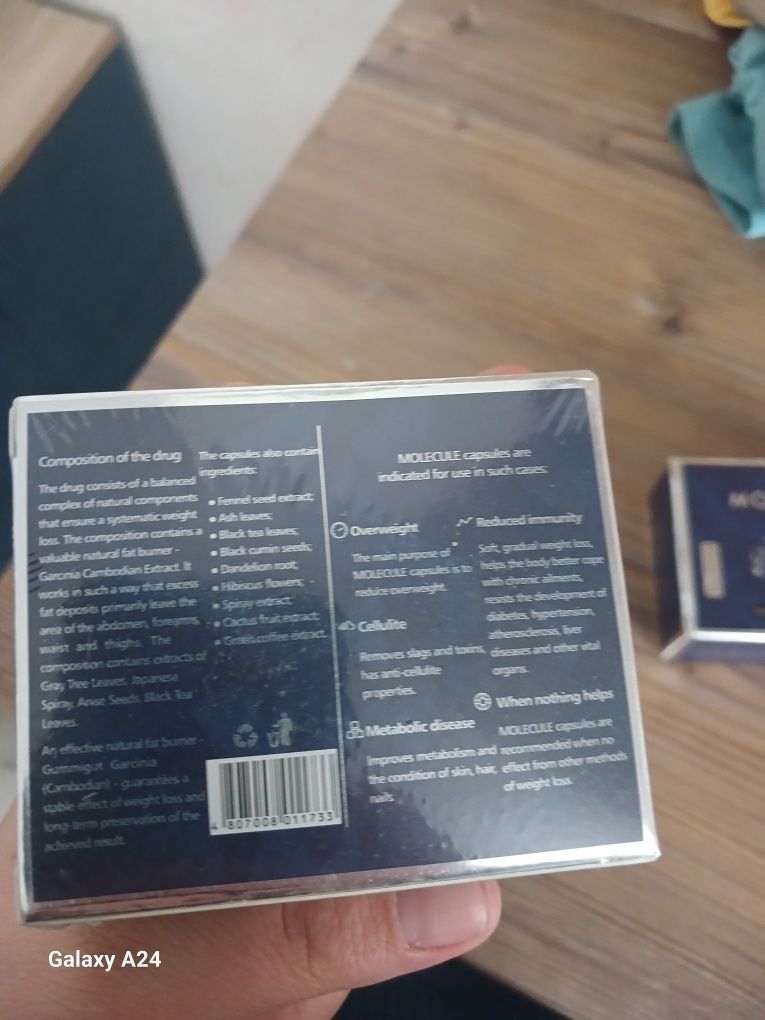 Composition of the drug
The drug consists of a balanced
complex of natural components
that ensure a systematic weight
loss. The composition contains a
valuable natural fat burner -
Garcinia Cambodian Extract. It
works in such a way that excess
fat deposits primarily leave the
area of the abdomen, forearms,
waist and thighs. The
composition contains extracts of
Gray Tree Leaves, Japanese
Spiray, Anise Seeds, Black Tea
Leaves.
An effective natural fat burner -
Gummigut Garcinia
(Cambodian) - guarantees a
stable effect of weight loss and
long-term preservation of the
achieved result.
The capsules also contain
ingredients:
• Fennel seed extract;
• Ash leaves;
• Black tea leaves;
• Black cumin seeds;
• Dandelion root;
• Hibiscus flowers;
• Spiray extract;
• Cactus fruit extract;
• Green coffee extract.
4 807008 011733
MOLECULE capsules are
indicated for use in such cases:
Overweight
The main purpose of
MOLECULE capsules is to
reduce overweight.
Cellulite
Removes slags and toxins,
has anti-cellulite
properties.
Metabolic disease
Improves metabolism and
the condition of skin, hair,
nails
Reduced immunity
Soft, gradual weight loss,
helps the body better cope
with chronic ailments,
resists the development of
diabetes, hypertension,
atherosclerosis, liver
diseases and other vital
organs.
When nothing helps
MOLECULE capsules are
recommended when no
effect from other methods
of weight loss.
MO
Galaxy A24